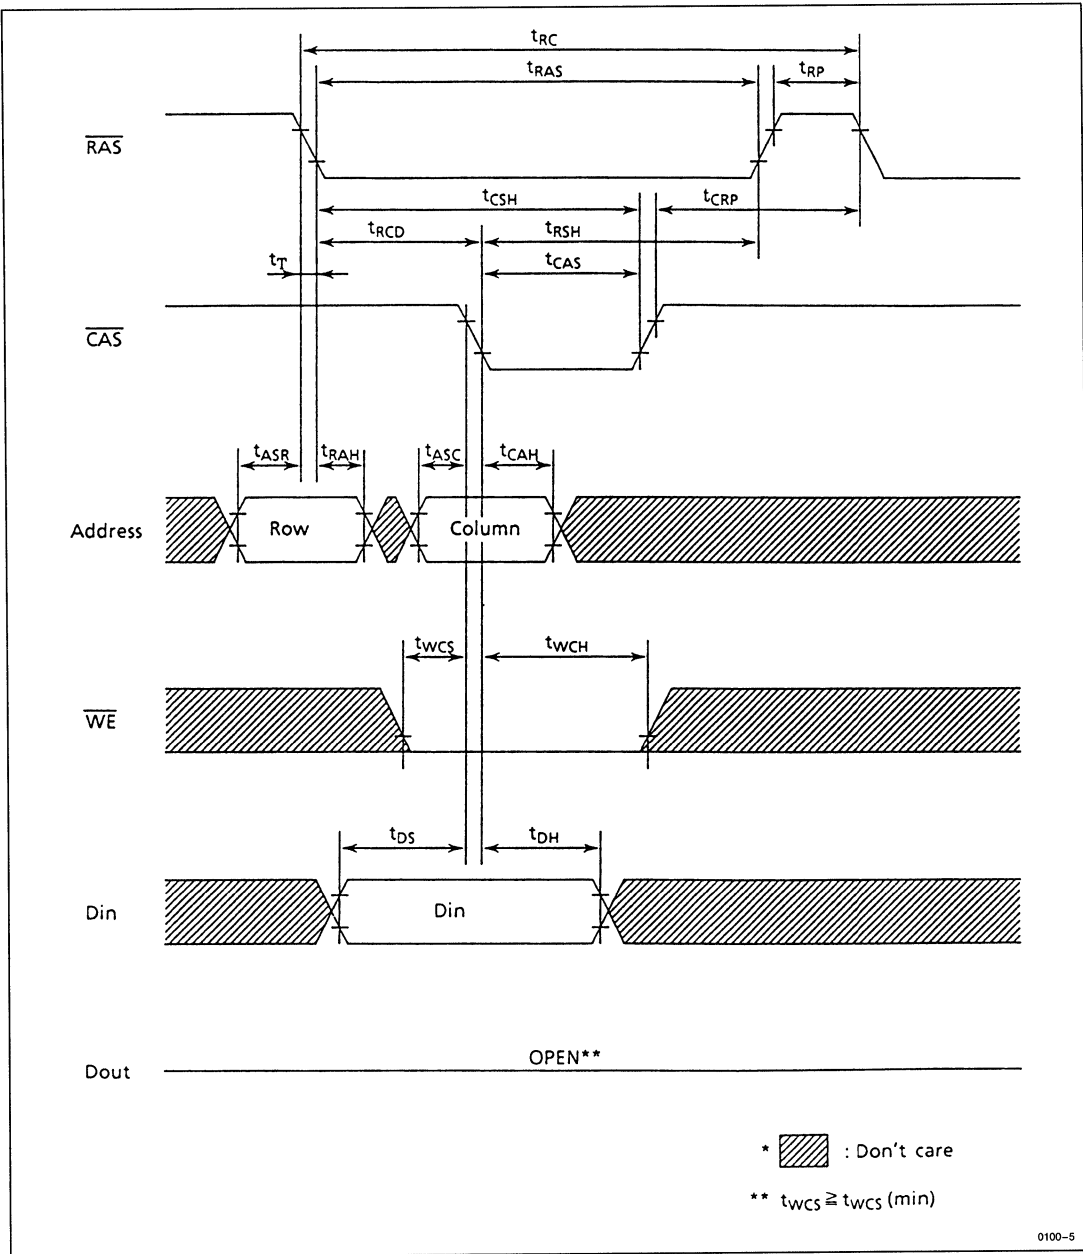 tRC
tRAS
tRP
RAS
tCSH
tCRP
tRCD
tRSH
tT
tCAS
CAS
tASR
tRAH
tASC
tCAH
Address
Row
Column
tWCS
tWCH
WE
tDS
tDH
Din
Din
OPEN**
Dout
* : Don't care
** tWCS ≧ tWCS (min)
0100-5